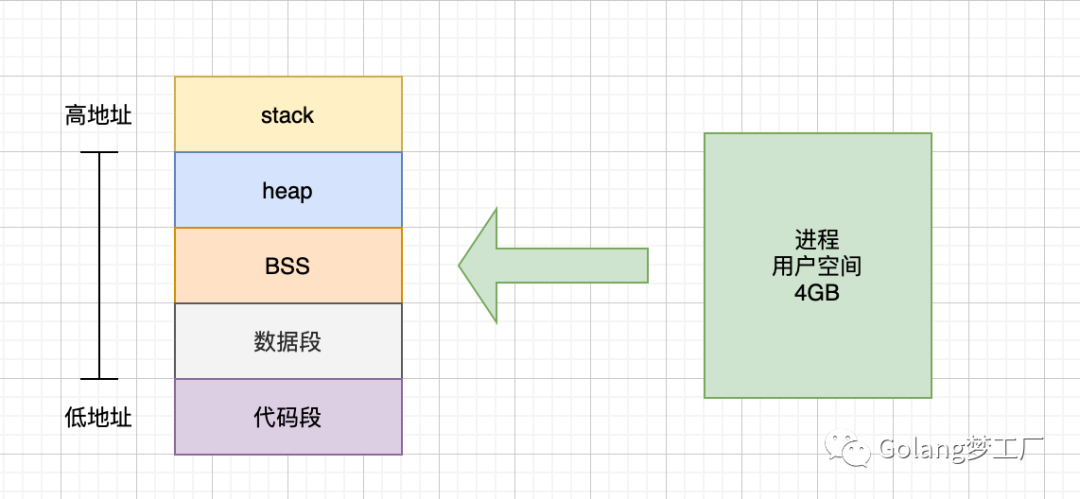 高地址
stack
heap
BSS
数据段
低地址
代码段
进程
用户空间
4GB
Golang梦工厂